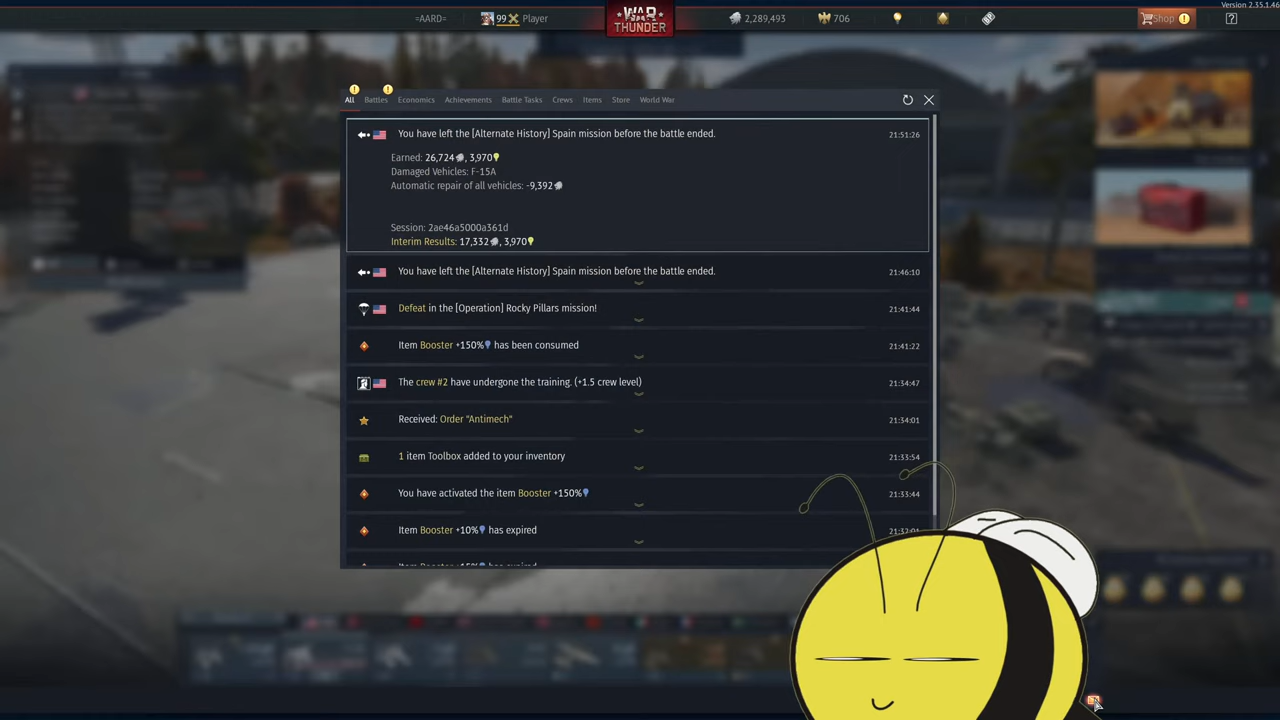 Version 2.35.1.46
=AARD=
99 Player
WAR THUNDER
2,289,493
706
Shop
All Battles Economics Achievements Battle Tasks Crews Items Store World War
You have left the [Alternate History] Spain mission before the battle ended. 21:51:26
Earned: 26,724, 3,970
Damaged Vehicles: F-15A
Automatic repair of all vehicles: -9,392
Session: 2ae46a5000a361d
Interim Results: 17,332, 3,970
You have left the [Alternate History] Spain mission before the battle ended. 21:46:10
Defeat in the [Operation] Rocky Pillars mission! 21:41:44
Item Booster +150% has been consumed 21:41:22
The crew #2 have undergone the training. (+1.5 crew level) 21:34:47
Received: Order "Antimech" 21:34:01
1 item Toolbox added to your inventory 21:33:54
You have activated the item Booster +150% 21:33:44
Item Booster +10% has expired